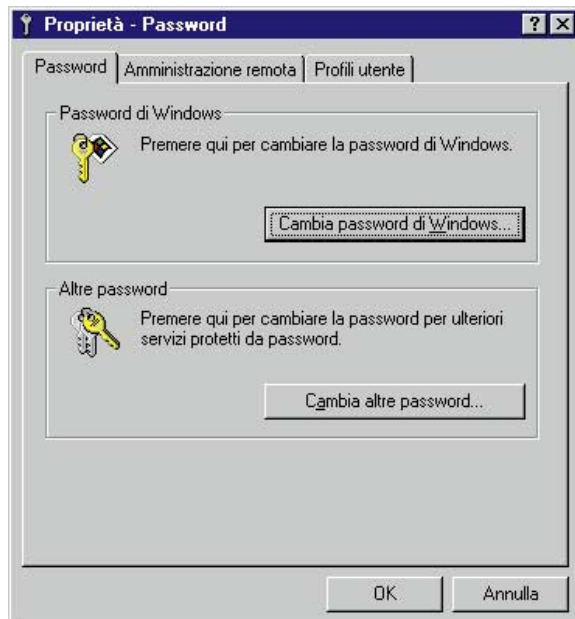 Proprietà - Password
Password Amministrazione remota Profili utente
Password di Windows
Premere qui per cambiare la password di Windows.
Cambia password di Windows...
Altre password
Premere qui per cambiare la password per ulteriori
servizi protetti da password.
Cambia altre password...
OK Annulla